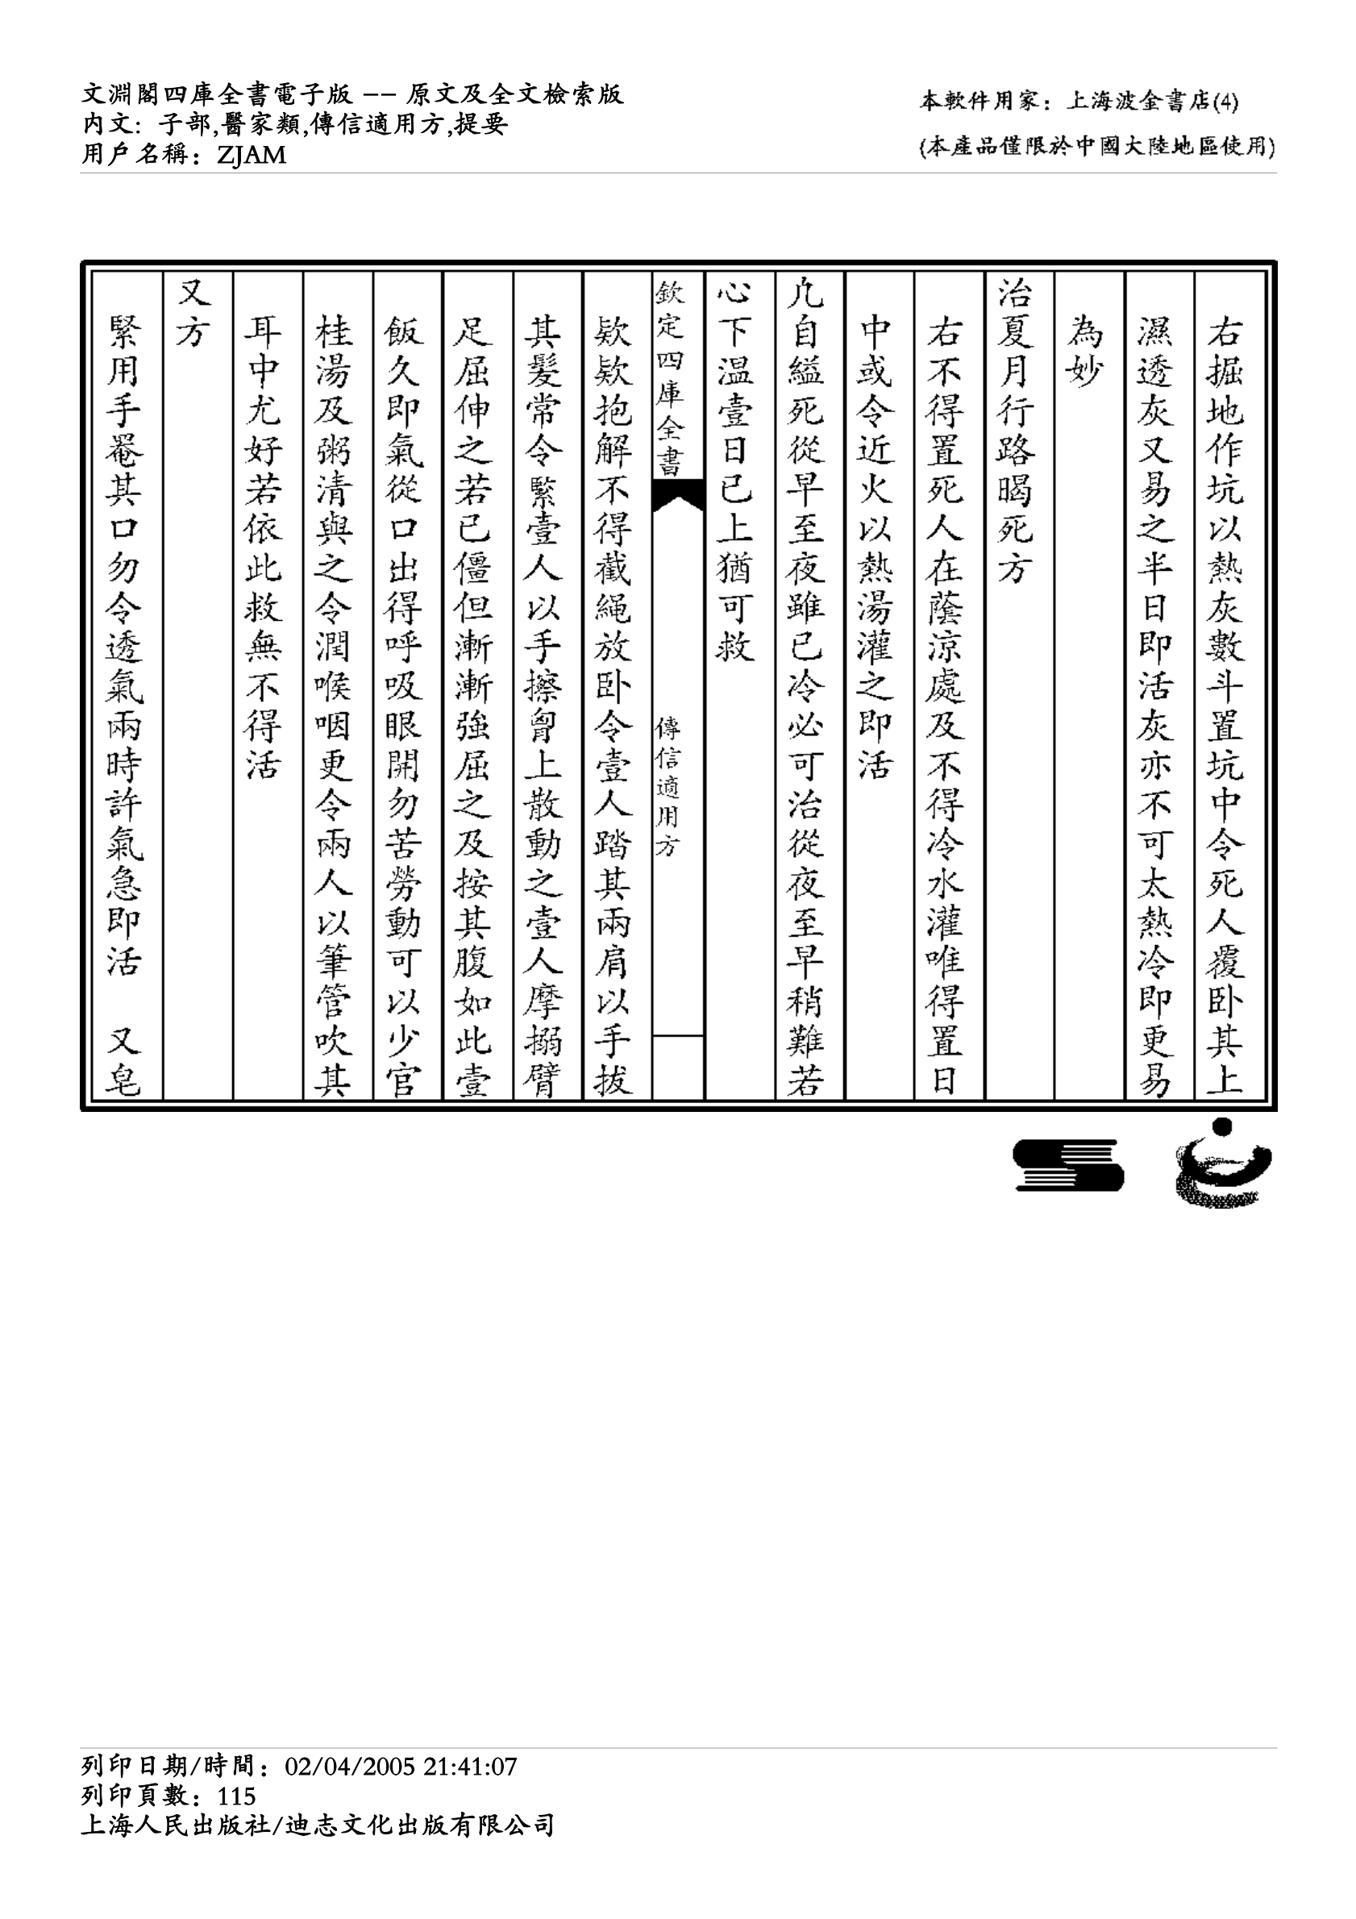 文淵閣四庫全書電子版 -- 原文及全文檢索版
內文: 子部,醫家類,傳信適用方,提要
用戶名稱: ZJAM
本軟件用家: 上海波金書店(4)
(本產品僅限於中國大陸地區使用)
右掘地作坑以熱灰數斗置坑中令死人覆卧其上
濕透灰又易之半日即活灰亦不可太熱冷即更易
為妙
治夏月行路暍死方
右不得置死人在蔭涼處及不得冷水灌唯得置日
中或令近火以熱湯灌之即活
凡自縊死從早至夜雖已冷必可治從夜至早稍難若
心下温壹日已上猶可救
欽定四庫全書
傳信適用方
欵欵抱解不得截繩放卧令壹人踏其兩肩以手拔
其髮常令緊壹人以手擦胷上散動之壹人摩搦臂
足屈伸之若已僵但漸漸強屈之及按其腹如此壹
飯久即氣從口出得呼吸眼開勿苦勞動可以少官
桂湯及粥清與之令潤喉咽更令兩人以筆管吹其
耳中尤好若依此救無不得活
又方
緊用手罨其口勿令透氣兩時許氣急即活　又皂
列印日期/時間: 02/04/2005 21:41:07
列印頁數: 115
上海人民出版社/迪志文化出版有限公司